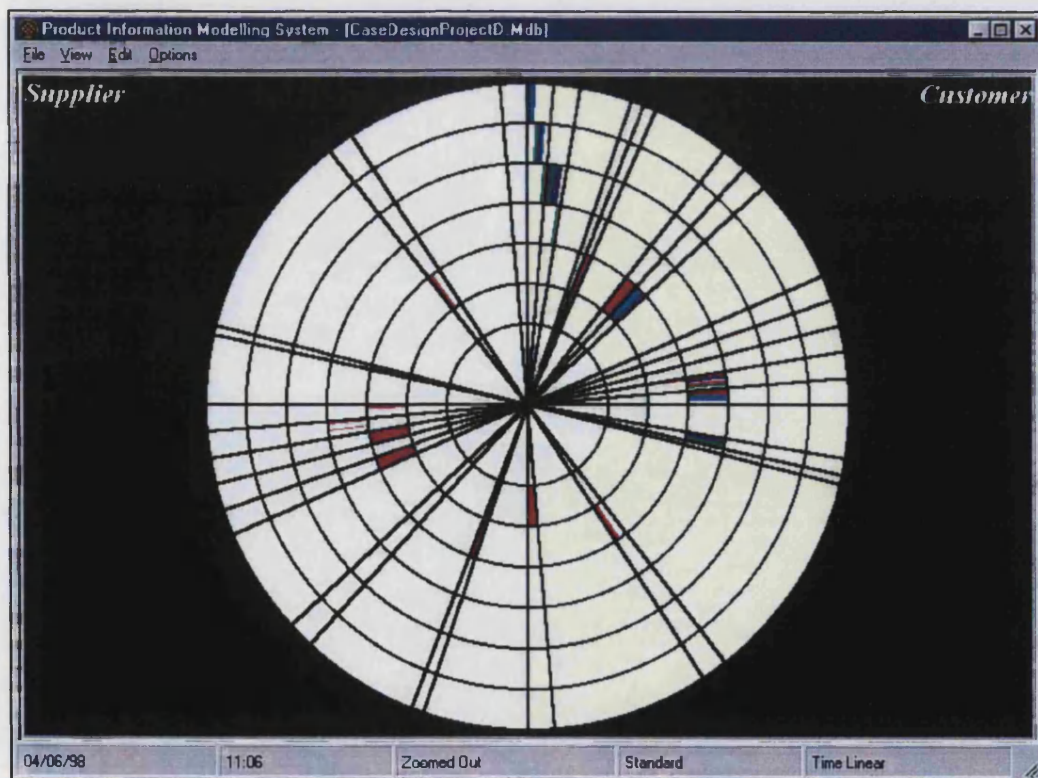 Product Information Modelling System - [CaseDesignProjectD.Mdb]
File View Edit Options
Supplier
Customer
04/06/98 11:06 Zoomed Out Standard Time Linear